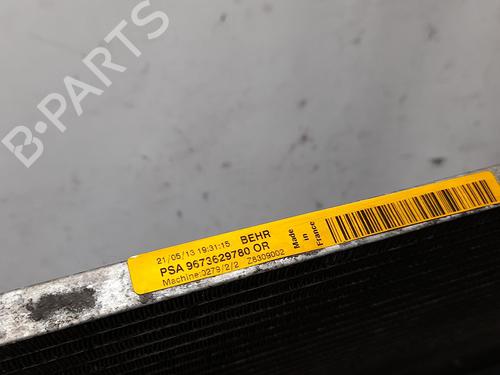 B-PARTS
21/05/13 19:31:15 BEHR
PSA 9673629780 OR
Machine:0279/2/2 Z8309002
Made
in
France